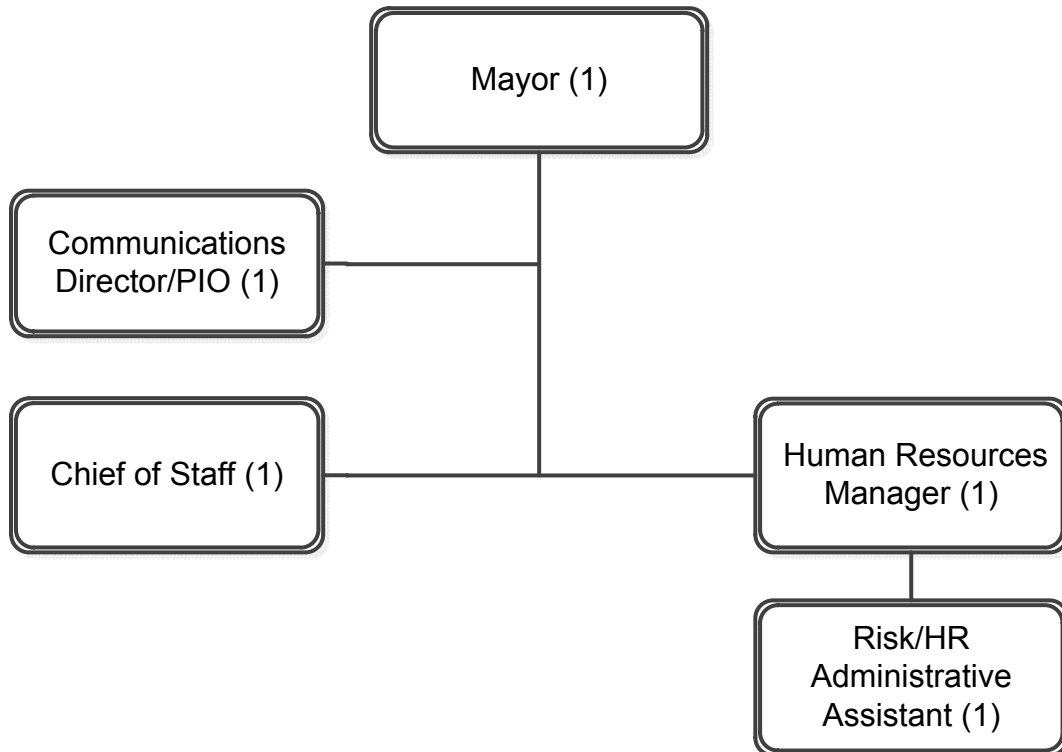 Mayor (1)
Communications
Director/PIO (1)
Chief of Staff (1)
Human Resources
Manager (1)
Risk/HR
Administrative
Assistant (1)